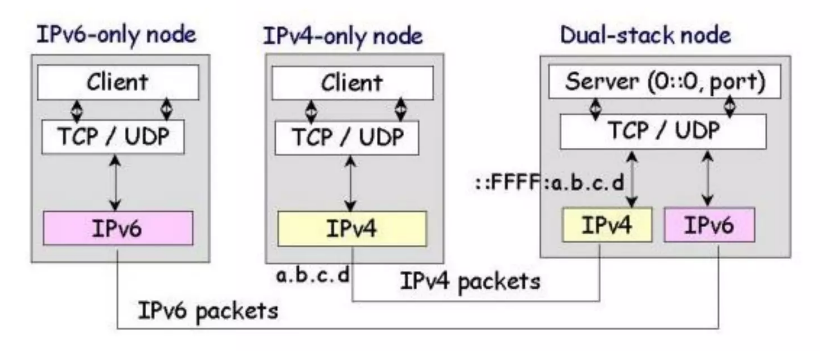 IPv6-only node
IPv4-only node
Dual-stack node
Client
Client
Server (0::0, port)
TCP / UDP
TCP / UDP
TCP / UDP
::FFFF:a.b.c.d
IPv6
IPv4
IPv4
IPv6
a.b.c.d
IPv4 packets
IPv6 packets